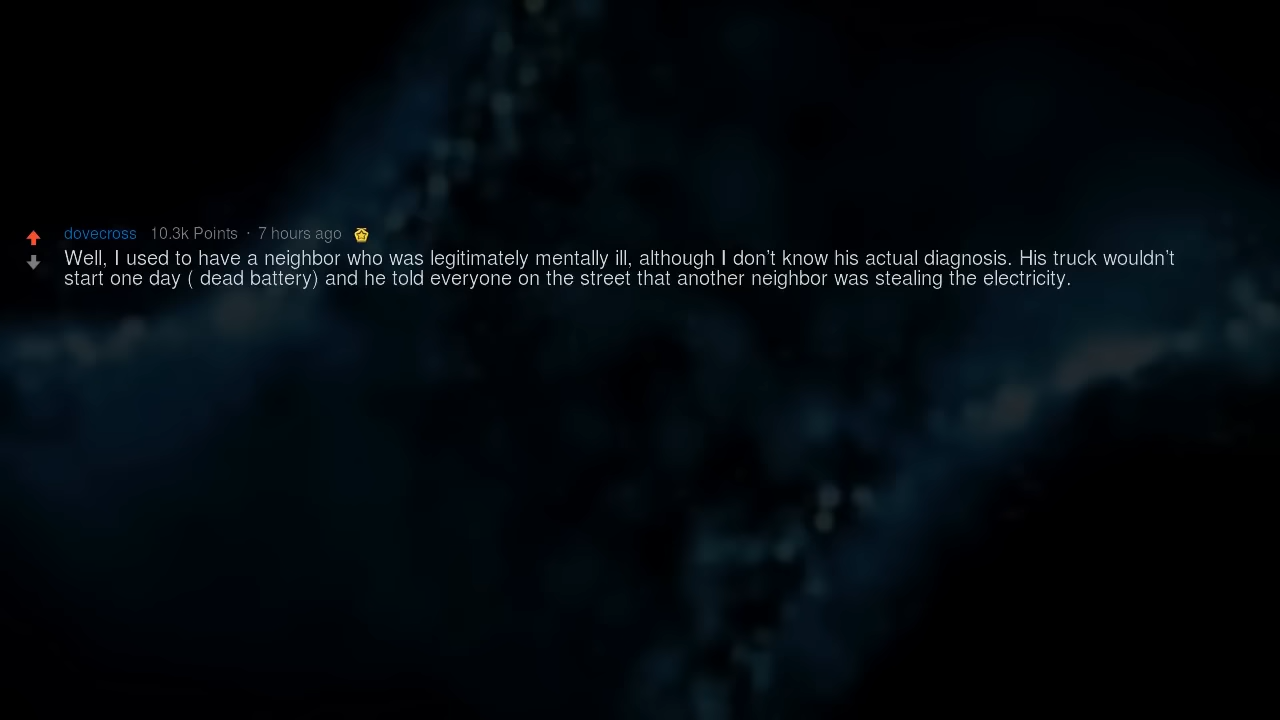 dovecross 10.3k Points · 7 hours ago
Well, I used to have a neighbor who was legitimately mentally ill, although I don't know his actual diagnosis. His truck wouldn't
start one day ( dead battery) and he told everyone on the street that another neighbor was stealing the electricity.